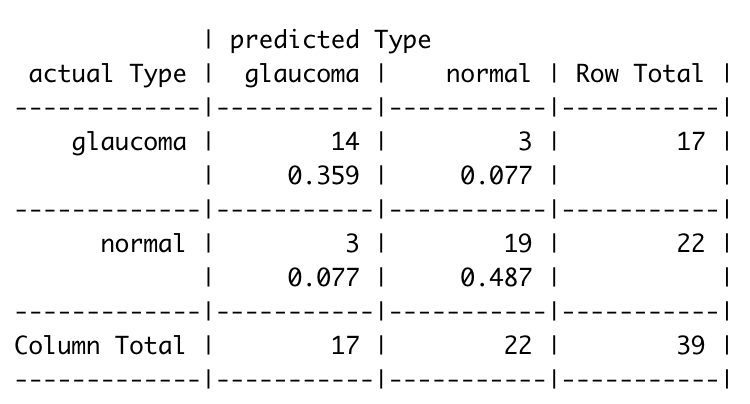 | predicted Type
 actual Type |  glaucoma |    normal | Row Total |
-------------|-----------|-----------|-----------|
    glaucoma |        14 |         3 |        17 |
             |     0.359 |     0.077 |           |
-------------|-----------|-----------|-----------|
      normal |         3 |        19 |        22 |
             |     0.077 |     0.487 |           |
-------------|-----------|-----------|-----------|
Column Total |        17 |        22 |        39 |
-------------|-----------|-----------|-----------|